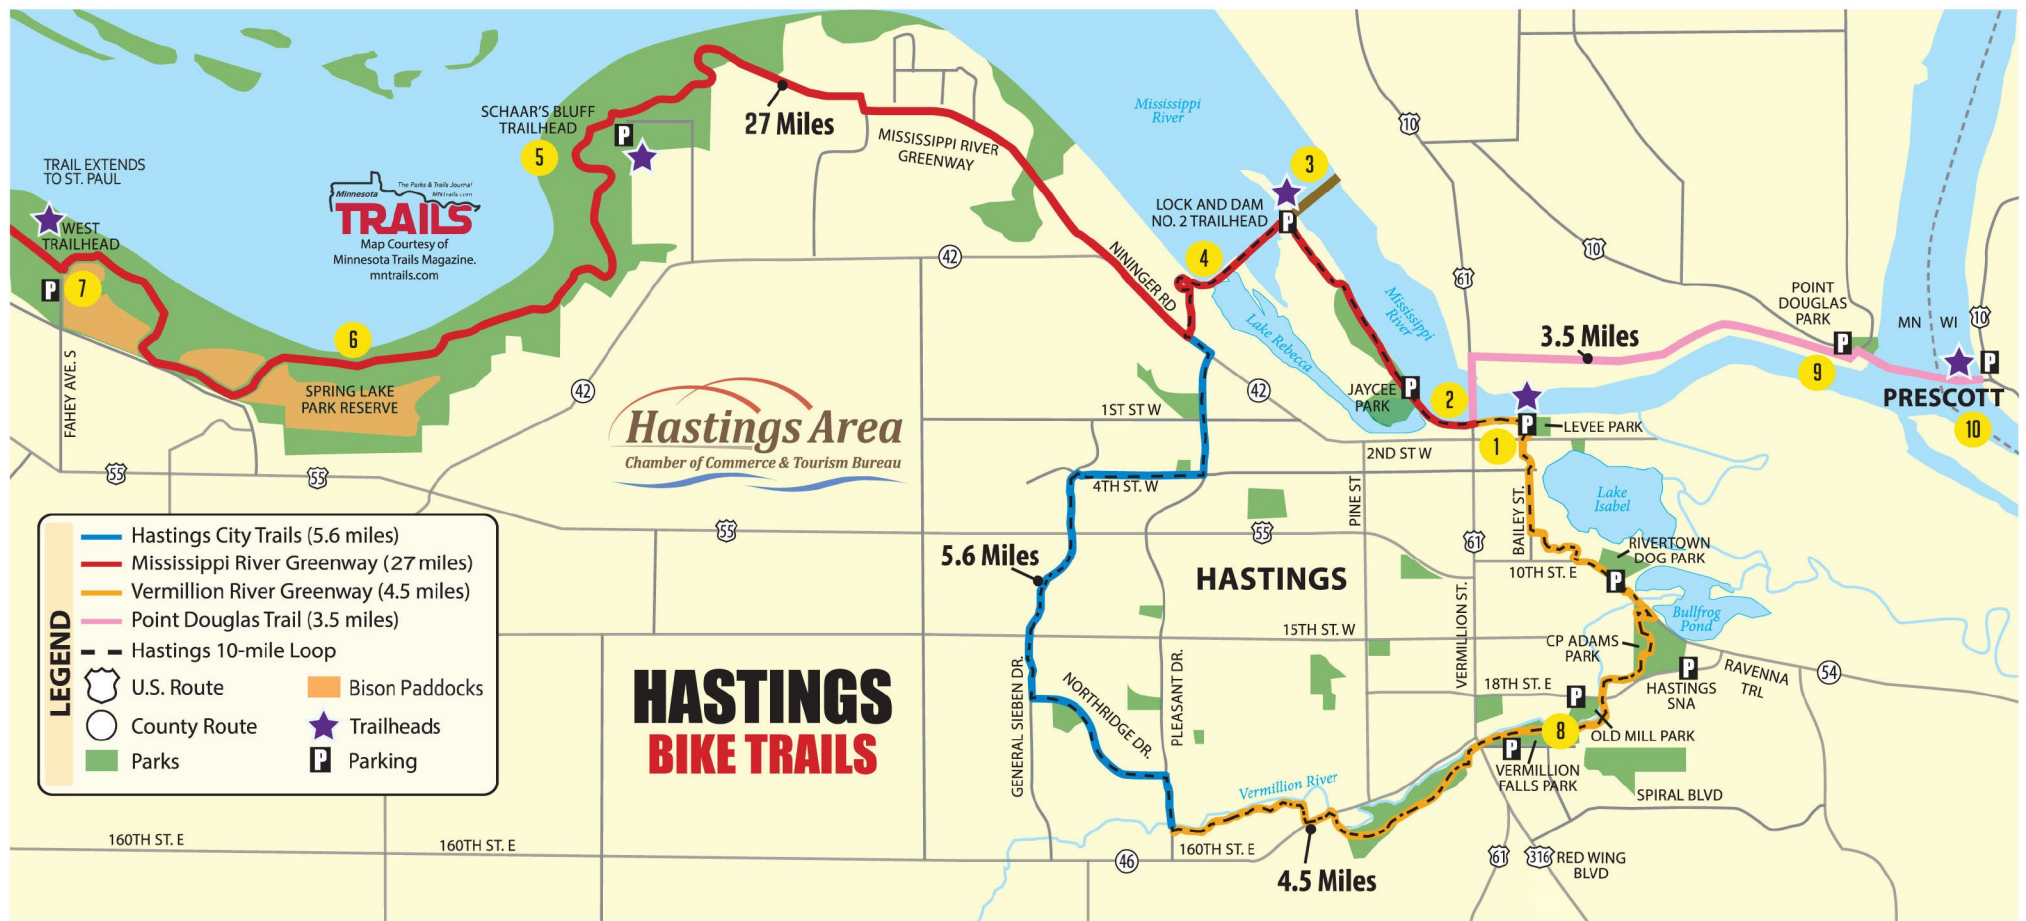 TRAIL EXTENDS
TO ST. PAUL
WEST
TRAILHEAD
P
7
FAHEY AVE. S
SCHAAR'S BLUFF
TRAILHEAD
5
P
Minnesota
The Parks & Trails Journal
MNtrails.com
TRAILS
Map Courtesy of
Minnesota Trails Magazine.
mntrails.com
6
SPRING LAKE
PARK RESERVE
27 Miles
MISSISSIPPI RIVER
GREENWAY
42
42
42
NININGER RD
Mississippi
River
3
LOCK AND DAM
NO. 2 TRAILHEAD
P
4
Lake Rebecca
Mississippi
River
JAYCEE
PARK
P
2
10
10
61
3.5 Miles
POINT
DOUGLAS
PARK
P
MN
WI
10
P
PRESCOTT
9
10
Hastings Area
Chamber of Commerce & Tourism Bureau
1ST ST W
2ND ST W
4TH ST. W
1
P
LEVEE PARK
Lake
Isabel
BAILEY ST.
PINE ST
55
55
55
55
61
5.6 Miles
HASTINGS
10TH ST. E
RIVERTOWN
DOG PARK
P
Bullfrog
Pond
15TH ST. W
VERMILLION ST.
CP ADAMS
PARK
P
HASTINGS
SNA
RAVENNA
TRL
54
18TH ST. E
P
8
OLD MILL PARK
P
VERMILLION
FALLS PARK
SPIRAL BLVD
GENERAL SIEBEN DR.
NORTHRIDGE DR.
PLEASANT DR.
Vermillion River
160TH ST. E
46
4.5 Miles
61
316
RED WING
BLVD
HASTINGS
BIKE TRAILS
LEGEND
Hastings City Trails (5.6 miles)
Mississippi River Greenway (27 miles)
Vermillion River Greenway (4.5 miles)
Point Douglas Trail (3.5 miles)
Hastings 10-mile Loop
U.S. Route
Bison Paddocks
County Route
Trailheads
Parks
P
Parking
160TH ST. E
160TH ST. E